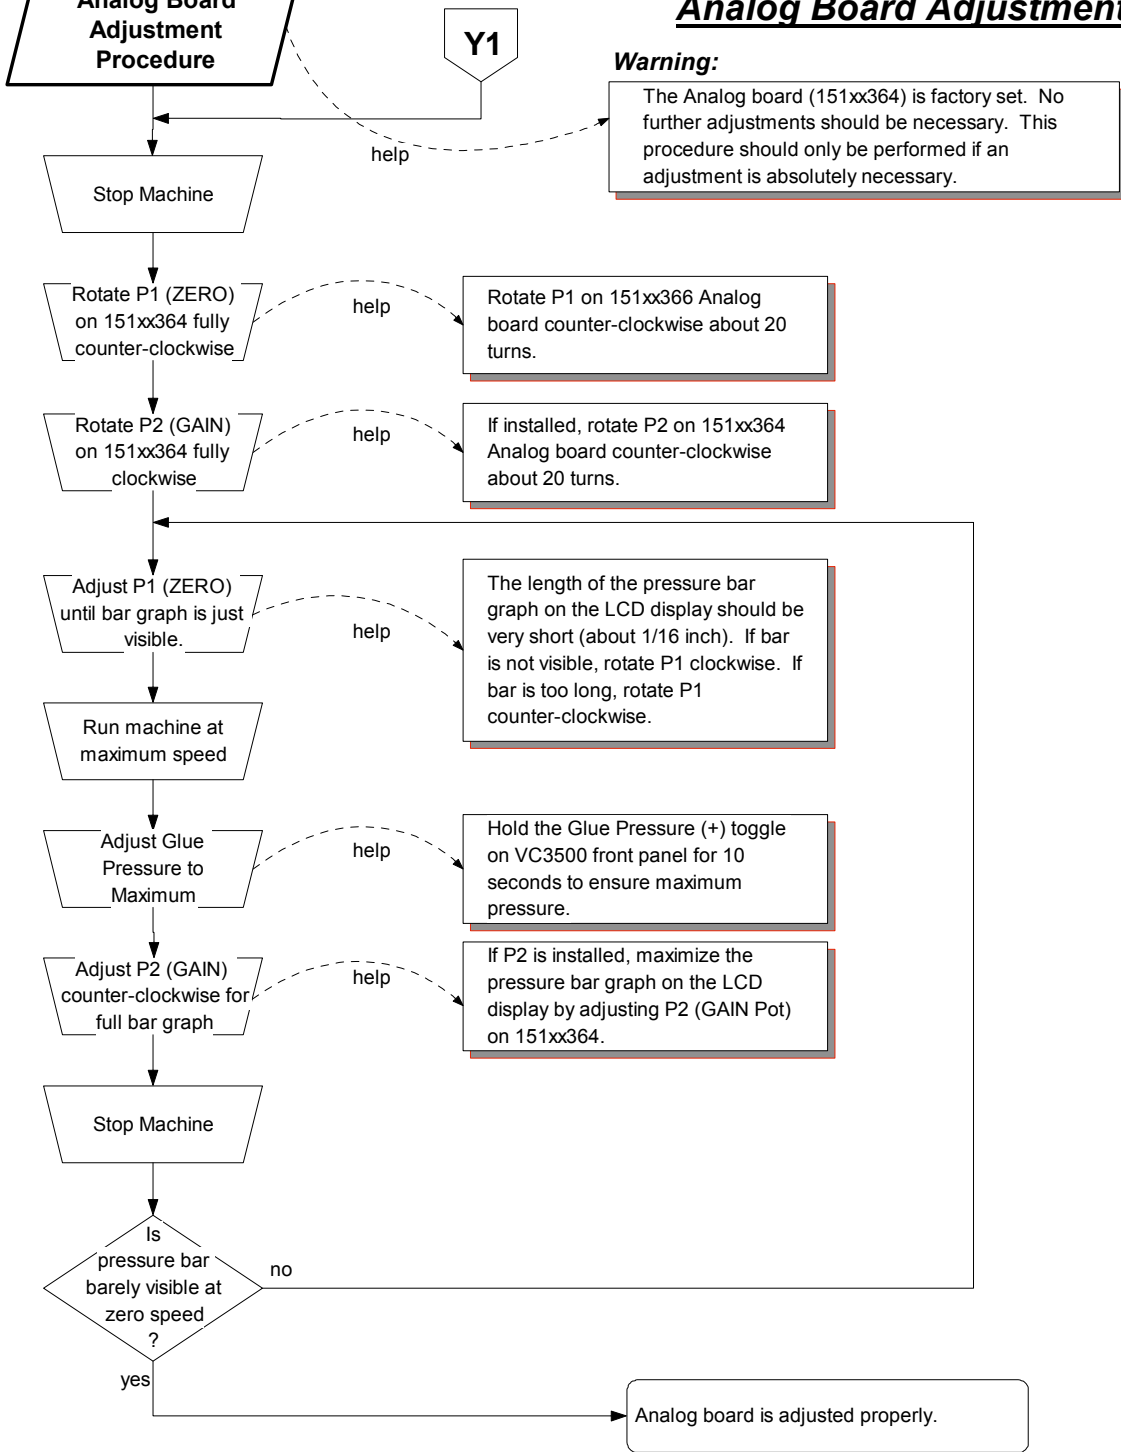 Analog Board
Adjustment
Procedure
Y1
Analog Board Adjustment
Warning:
The Analog board (151xx364) is factory set. No
further adjustments should be necessary. This
procedure should only be performed if an
adjustment is absolutely necessary.
help
Stop Machine
Rotate P1 (ZERO)
on 151xx364 fully
counter-clockwise
help
Rotate P1 on 151xx366 Analog
board counter-clockwise about 20
turns.
Rotate P2 (GAIN)
on 151xx364 fully
clockwise
help
If installed, rotate P2 on 151xx364
Analog board counter-clockwise
about 20 turns.
Adjust P1 (ZERO)
until bar graph is just
visible.
help
The length of the pressure bar
graph on the LCD display should be
very short (about 1/16 inch). If bar
is not visible, rotate P1 clockwise. If
bar is too long, rotate P1
counter-clockwise.
Run machine at
maximum speed
Adjust Glue
Pressure to
Maximum
help
Hold the Glue Pressure (+) toggle
on VC3500 front panel for 10
seconds to ensure maximum
pressure.
Adjust P2 (GAIN)
counter-clockwise for
full bar graph
help
If P2 is installed, maximize the
pressure bar graph on the LCD
display by adjusting P2 (GAIN Pot)
on 151xx364.
Stop Machine
Is
pressure bar
barely visible at
zero speed
?
no
yes
Analog board is adjusted properly.